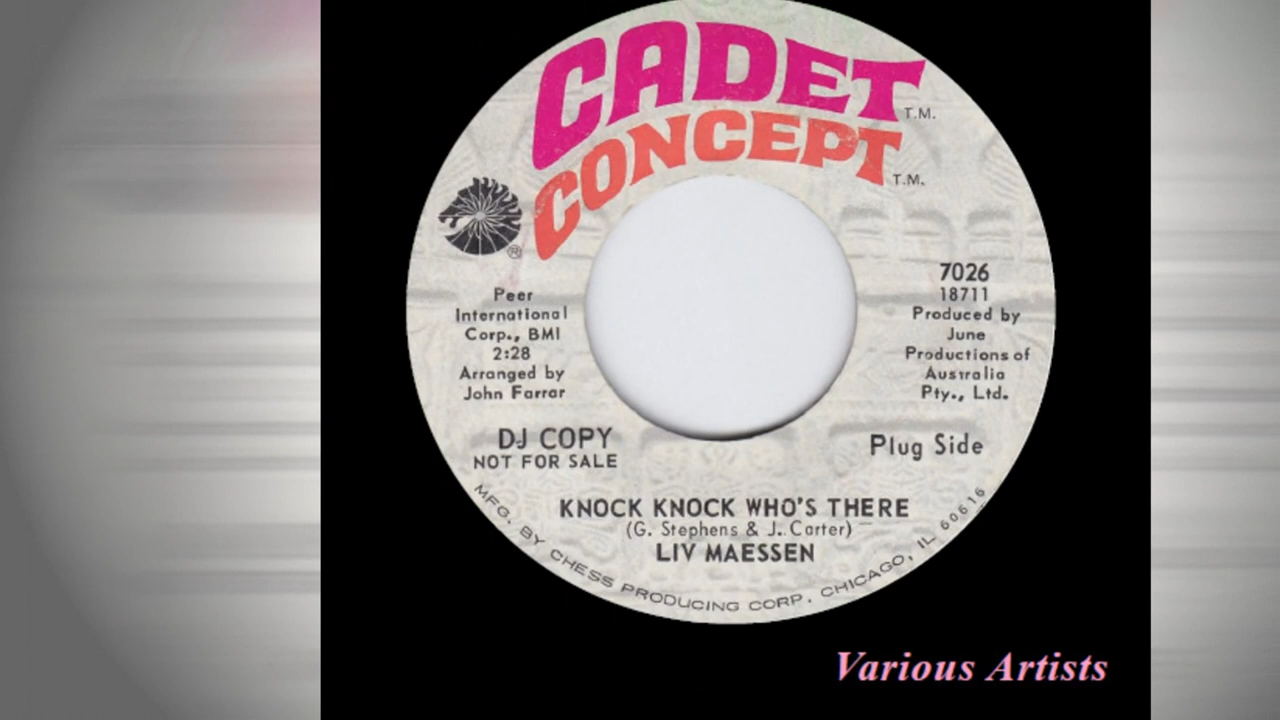 CADET T.M.
CONCEPT T.M.
®
Peer
International
Corp., BMI
2:28
Arranged by
John Farrar
7026
18711
Produced by
June
Productions of
Australia
Pty., Ltd.
DJ COPY
NOT FOR SALE
Plug Side
KNOCK KNOCK WHO'S THERE
(G. Stephens & J. Carter)
LIV MAESSEN
MFG. BY CHESS PRODUCING CORP. CHICAGO, IL 60616
Various Artists